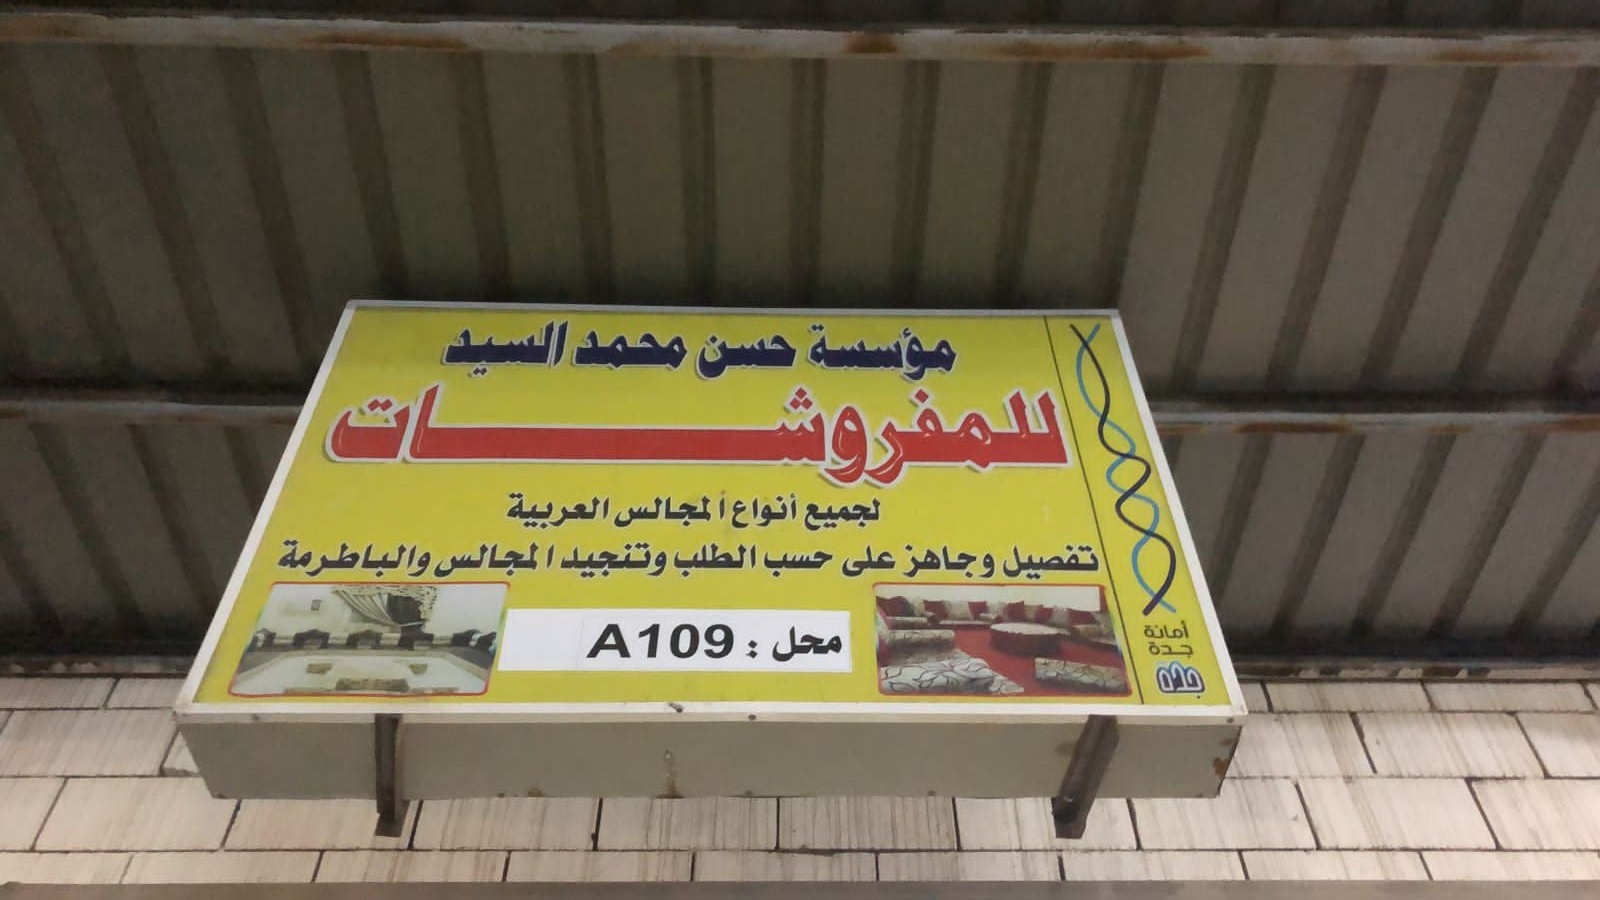 مؤسسة حسن محمد السيد
للمفروشات
لجميع أنواع المجالس العربية
تفصيل وجاهز على حسب الطلب وتنجيد المجالس والباطرمة
محل : A109
أمانة
جدة
جدة